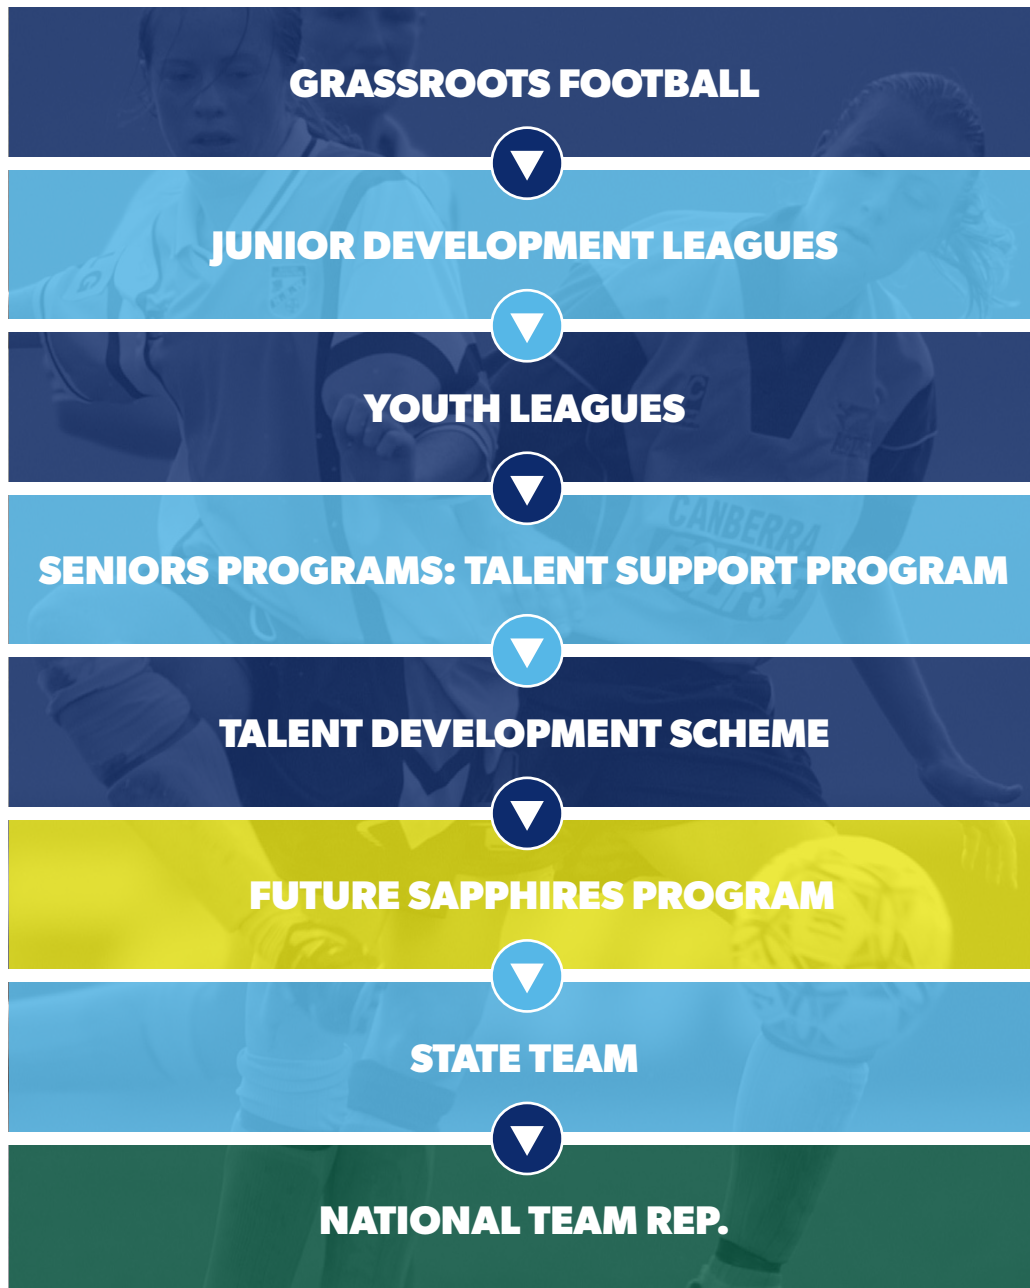 GRASSROOTS FOOTBALL
JUNIOR DEVELOPMENT LEAGUES
YOUTH LEAGUES
CANBERRA
SENIORS PROGRAMS: TALENT SUPPORT PROGRAM
TALENT DEVELOPMENT SCHEME
FUTURE SAPPHIRES PROGRAM
STATE TEAM
NATIONAL TEAM REP.